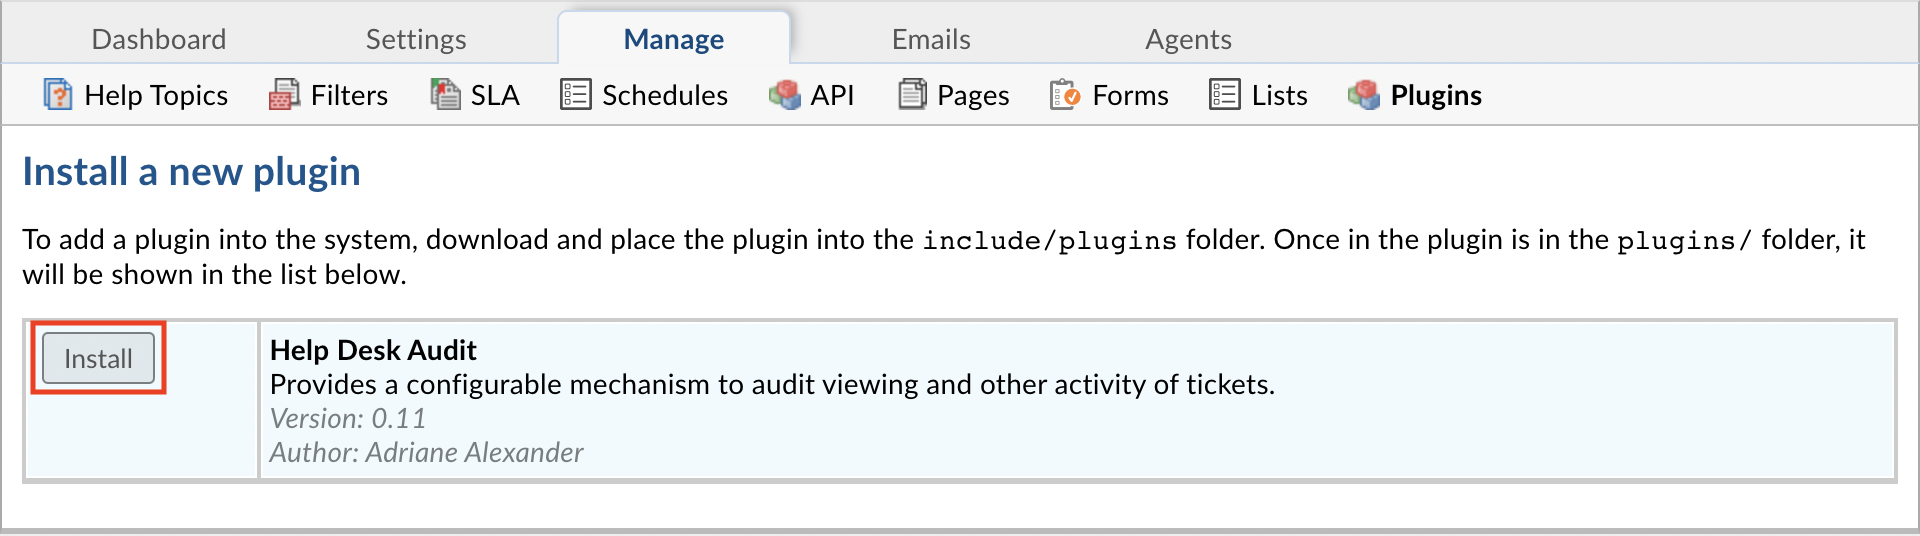 Dashboard Settings Manage Emails Agents
Help Topics Filters SLA Schedules API Pages Forms Lists Plugins
Install a new plugin
To add a plugin into the system, download and place the plugin into the include/plugins folder. Once in the plugin is in the plugins/ folder, it
will be shown in the list below.
Install
Help Desk Audit
Provides a configurable mechanism to audit viewing and other activity of tickets.
Version: 0.11
Author: Adriane Alexander